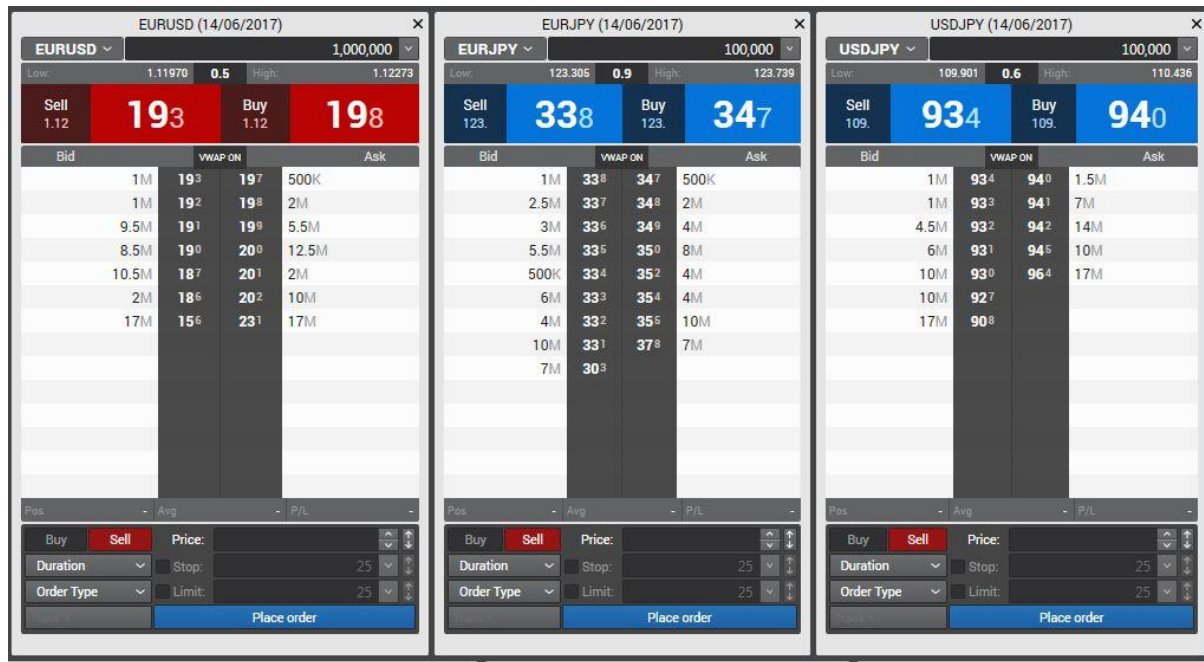 EURUSD (14/06/2017) ×
EURUSD 1,000,000
Low: 1.11970 0.5 High: 1.12273
Sell 1.12 193 Buy 1.12 198
Bid VWAP ON Ask
1M 193 197 500K
1M 192 198 2M
9.5M 191 199 5.5M
8.5M 190 200 12.5M
10.5M 187 201 2M
2M 186 202 10M
17M 156 231 17M
Pos - Avg - P/L -
Buy Sell Price:
Duration Stop: 25
Order Type Limit: 25
Place order
EURJPY (14/06/2017) ×
EURJPY 100,000
Low: 123.305 0.9 High: 123.739
Sell 123. 338 Buy 123. 347
Bid VWAP ON Ask
1M 338 347 500K
2.5M 337 348 2M
3M 336 349 4M
5.5M 335 350 8M
500K 334 352 4M
6M 333 354 4M
4M 332 355 10M
10M 331 378 7M
7M 303
Pos - Avg - P/L -
Buy Sell Price:
Duration Stop: 25
Order Type Limit: 25
Place order
USDJPY (14/06/2017) ×
USDJPY 100,000
Low: 109.901 0.6 High: 110.436
Sell 109. 934 Buy 109. 940
Bid VWAP ON Ask
1M 934 940 1.5M
1M 933 941 7M
4.5M 932 942 14M
6M 931 945 10M
10M 930 964 17M
10M 927
17M 908
Pos - Avg - P/L -
Buy Sell Price:
Duration Stop: 25
Order Type Limit: 25
Place order